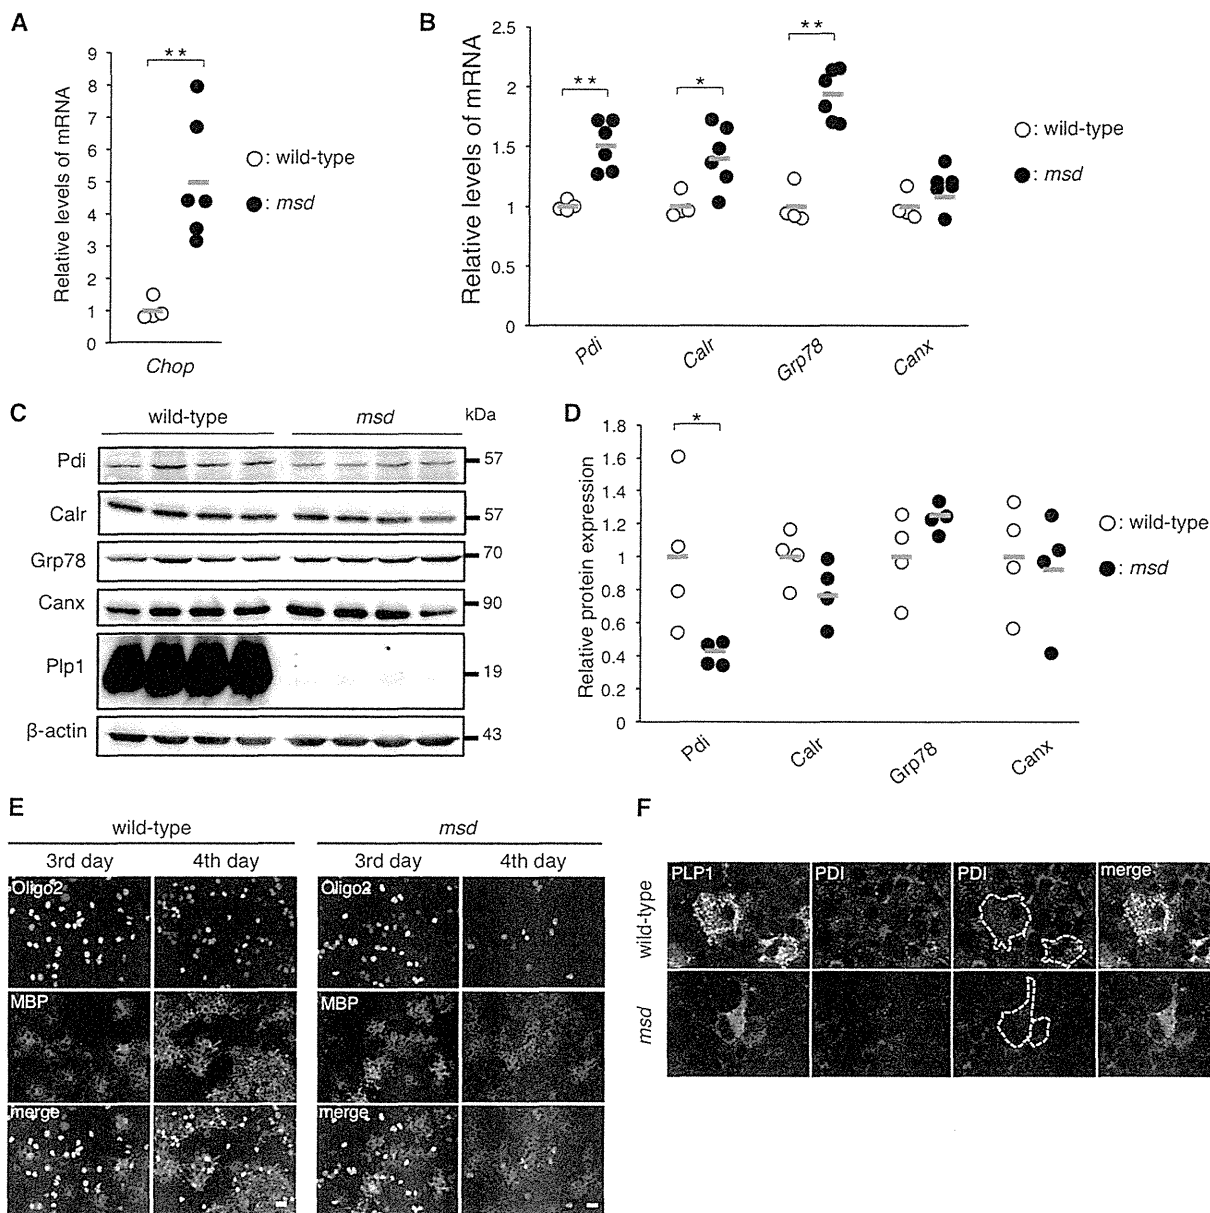 A
Relative levels of mRNA
9
8
7
6
5
4
3
2
1
0
**
Chop
○: wild-type
●: msd
B
Relative levels of mRNA
2.5
2
1.5
1
0.5
0
**
*
**
Pdi
Calr
Grp78
Canx
○: wild-type
●: msd
C
wild-type
msd
kDa
Pdi
57
Calr
57
Grp78
70
Canx
90
Plp1
19
β-actin
43
D
Relative protein expression
1.8
1.6
1.4
1.2
1
0.8
0.6
0.4
0.2
0
*
Pdi
Calr
Grp78
Canx
○: wild-type
●: msd
E
wild-type
msd
3rd day
4th day
3rd day
4th day
Oligo2
Oligo2
MBP
MBP
merge
merge
F
wild-type
msd
PLP1
PDI
PDI
merge